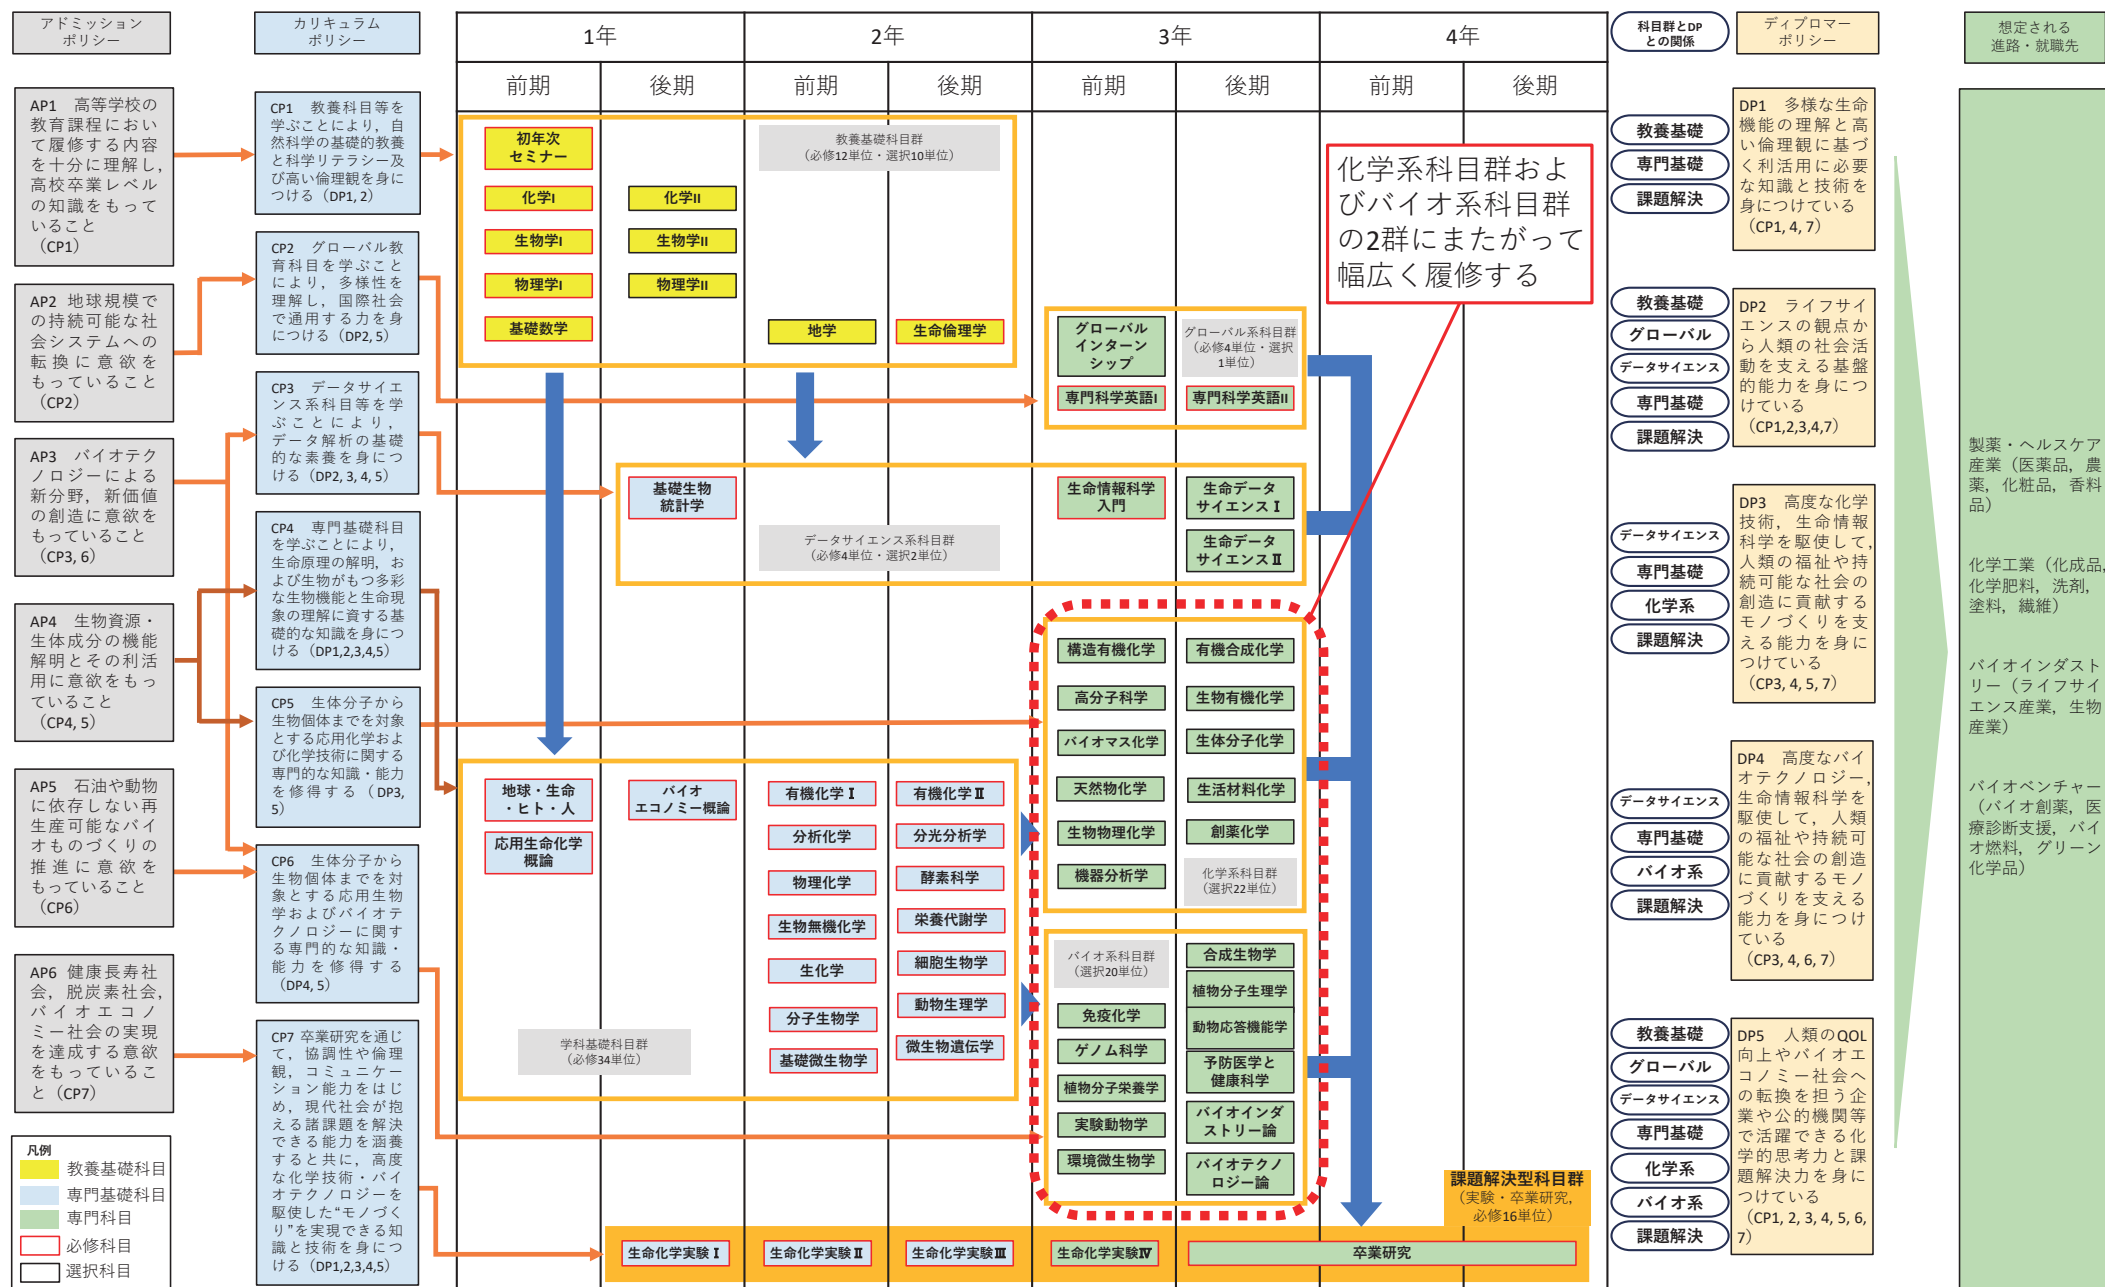 アドミッション
ポリシー
カリキュラム
ポリシー
1年
2年
3年
4年
前期
後期
前期
後期
前期
後期
前期
後期
科目群とDP
との関係
ディプロマー
ポリシー
想定される
進路・就職先
AP1 高等学校の
教育課程におい
て履修する内容
を十分に理解し,
高校卒業レベル
の知識をもって
いること
(CP1)
AP2 地球規模で
の持続可能な社
会システムへの
転換に意欲を
もっていること
(CP2)
AP3 バイオテク
ノロジーによる
新分野, 新価値
の創造に意欲を
もっていること
(CP3, 6)
AP4 生物資源・
生体成分の機能
解明とその利活
用に意欲をもっ
ていること
(CP4, 5)
AP5 石油や動物
に依存しない再
生産可能なバイ
オものづくりの
推進に意欲を
もっていること
(CP6)
AP6 健康長寿社
会, 脱炭素社会,
バイオエコノ
ミー社会の実現
を達成する意欲
をもっているこ
と (CP7)
凡例
教養基礎科目
専門基礎科目
専門科目
必修科目
選択科目
CP1 教養科目等を
学ぶことにより, 自
然科学の基礎的教養
と科学リテラシー及
び高い倫理観を身に
つける (DP1, 2)
CP2 グローバル教
育科目を学ぶこと
により, 多様性を
理解し, 国際社会
で通用する力を身
につける (DP2, 5)
CP3 データサイエ
ンス系科目等を学
ぶことにより,
データ解析の基礎
的な素養を身につ
ける (DP2, 3, 4, 5)
CP4 専門基礎科目
を学ぶことにより,
生命原理の解明, お
よび生物がもつ多彩
な生物機能と生命現
象の理解に資する基
礎的な知識を身につ
ける (DP1,2,3,4,5)
CP5 生体分子から
生物個体までを対象
とする応用化学およ
び化学技術に関する
専門的な知識・能力
を修得する (DP3,
5)
CP6 生体分子から
生物個体までを対
象とする応用生物
学およびバイオテ
クノロジーに関す
る専門的な知識・
能力を修得する
(DP4, 5)
CP7 卒業研究を通じ
て, 協調性や倫理
観, コミュニケー
ション能力をはじ
め, 現代社会が抱
える諸課題を解決
できる能力を涵養
すると共に, 高度
な化学技術・バイ
オテクノロジーを
駆使した“モノづく
り”を実現できる知
識と技術を身につ
ける (DP1,2,3,4,5)
初年次
セミナー
化学I
生物学I
物理学I
基礎数学
化学II
生物学II
物理学II
教養基礎科目群
(必修12単位・選択10単位)
地学
生命倫理学
化学系科目群およ
びバイオ系科目群
の2群にまたがって
幅広く履修する
グローバル
インターン
シップ
グローバル系科目群
(必修4単位・選択
1単位)
専門科学英語I
専門科学英語II
基礎生物
統計学
データサイエンス系科目群
(必修4単位・選択2単位)
生命情報科学
入門
生命データ
サイエンス I
生命データ
サイエンス II
構造有機化学
高分子科学
バイオマス化学
天然物化学
生物物理化学
機器分析学
有機合成化学
生物有機化学
生体分子化学
生活材料化学
創薬化学
化学系科目群
(選択22単位)
地球・生命
・ヒト・人
応用生命化学
概論
バイオ
エコノミー概論
学科基礎科目群
(必修34単位)
有機化学 I
分析化学
物理化学
生物無機化学
生化学
分子生物学
基礎微生物学
有機化学 II
分光分析学
酵素科学
栄養代謝学
細胞生物学
動物生理学
微生物遺伝学
バイオ系科目群
(選択20単位)
免疫化学
ゲノム科学
植物分子栄養学
実験動物学
環境微生物学
合成生物学
植物分子生理学
動物応答機能学
予防医学と
健康科学
バイオインダ
ストリー論
バイオテクノ
ロジー論
課題解決型科目群
(実験・卒業研究,
必修16単位)
生命化学実験 I
生命化学実験 II
生命化学実験III
生命化学実験IV
卒業研究
教養基礎
専門基礎
課題解決
DP1 多様な生命
機能の理解と高
い倫理観に基づ
く利活用に必要
な知識と技術を
身につけている
(CP1, 4, 7)
教養基礎
グローバル
データサイエンス
専門基礎
課題解決
DP2 ライフサイ
エンスの観点か
ら人類の社会活
動を支える基盤
的能力を身につ
けている
(CP1,2,3,4,7)
データサイエンス
専門基礎
化学系
課題解決
DP3 高度な化学
技術, 生命情報
科学を駆使して,
人類の福祉や持
続可能な社会の
創造に貢献する
モノづくりを支
える能力を身に
つけている
(CP3, 4, 5, 7)
データサイエンス
専門基礎
バイオ系
課題解決
DP4 高度なバイ
オテクノロジー,
生命情報科学を
駆使して, 人類
の福祉や持続可
能な社会の創造
に貢献するモノ
づくりを支える
能力を身につけ
ている
(CP3, 4, 6, 7)
教養基礎
グローバル
データサイエンス
専門基礎
化学系
バイオ系
課題解決
DP5 人類のQOL
向上やバイオエ
コノミー社会へ
の転換を担う企
業や公的機関等
で活躍できる化
学的思考力と課
題解決力を身に
つけている
(CP1, 2, 3, 4, 5, 6,
7)
製薬・ヘルスケア
産業 (医薬品, 農
薬, 化粧品, 香料
品)
化学工業 (化成品,
化学肥料, 洗剤,
塗料, 繊維)
バイオインダスト
リー (ライフサイ
エンス産業, 生物
産業)
バイオベンチャー
(バイオ創薬, 医
療診断支援, バイ
オ燃料, グリーン
化学品)